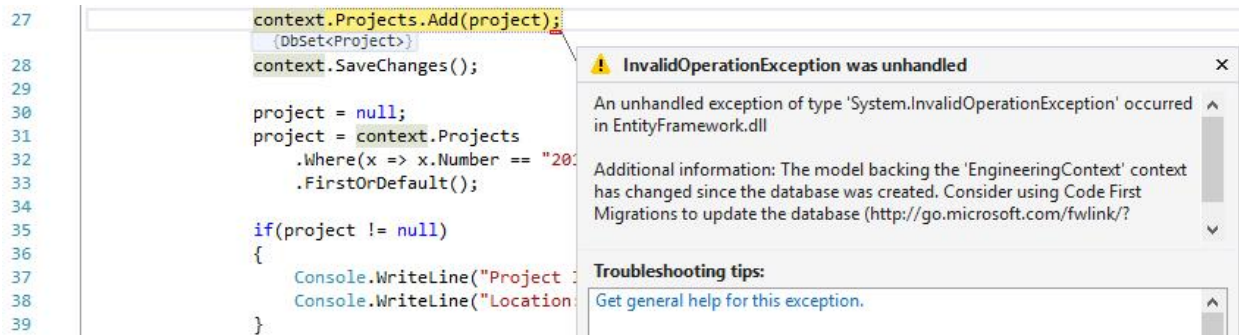 27 context.Projects.Add(project);
{DbSet<Project>}
28 context.SaveChanges();
29
30 project = null;
31 project = context.Projects
32 .Where(x => x.Number == "20
33 .FirstOrDefault();
34
35 if(project != null)
36 {
37 Console.WriteLine("Project
38 Console.WriteLine("Location
39 }
InvalidOperationException was unhandled
An unhandled exception of type 'System.InvalidOperationException' occurred
in EntityFramework.dll
Additional information: The model backing the 'EngineeringContext' context
has changed since the database was created. Consider using Code First
Migrations to update the database (http://go.microsoft.com/fwlink/?
Troubleshooting tips:
Get general help for this exception.